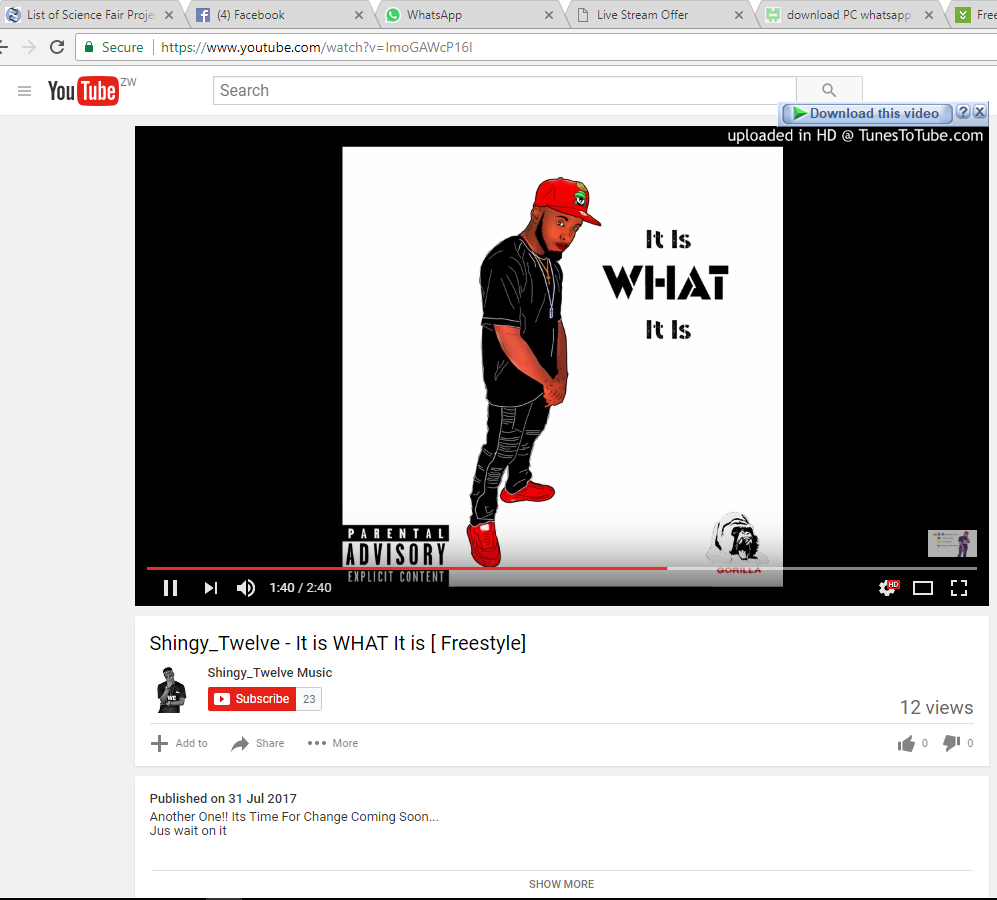 List of Science Fair Proje
(4) Facebook
WhatsApp
Live Stream Offer
download PC whatsapp
Free
Secure
https://www.youtube.com/watch?v=ImoGAWcP16I
YouTube ZW
Search
Download this video
?
uploaded in HD @ TunesToTube.com
It Is
WHAT
It Is
PARENTAL
ADVISORY
EXPLICIT CONTENT
GORILLA
1:40 / 2:40
HD
Shingy_Twelve - It is WHAT It is [ Freestyle]
Shingy_Twelve Music
Subscribe 23
12 views
Add to
Share
More
0
0
Published on 31 Jul 2017
Another One!! Its Time For Change Coming Soon...
Jus wait on it
SHOW MORE